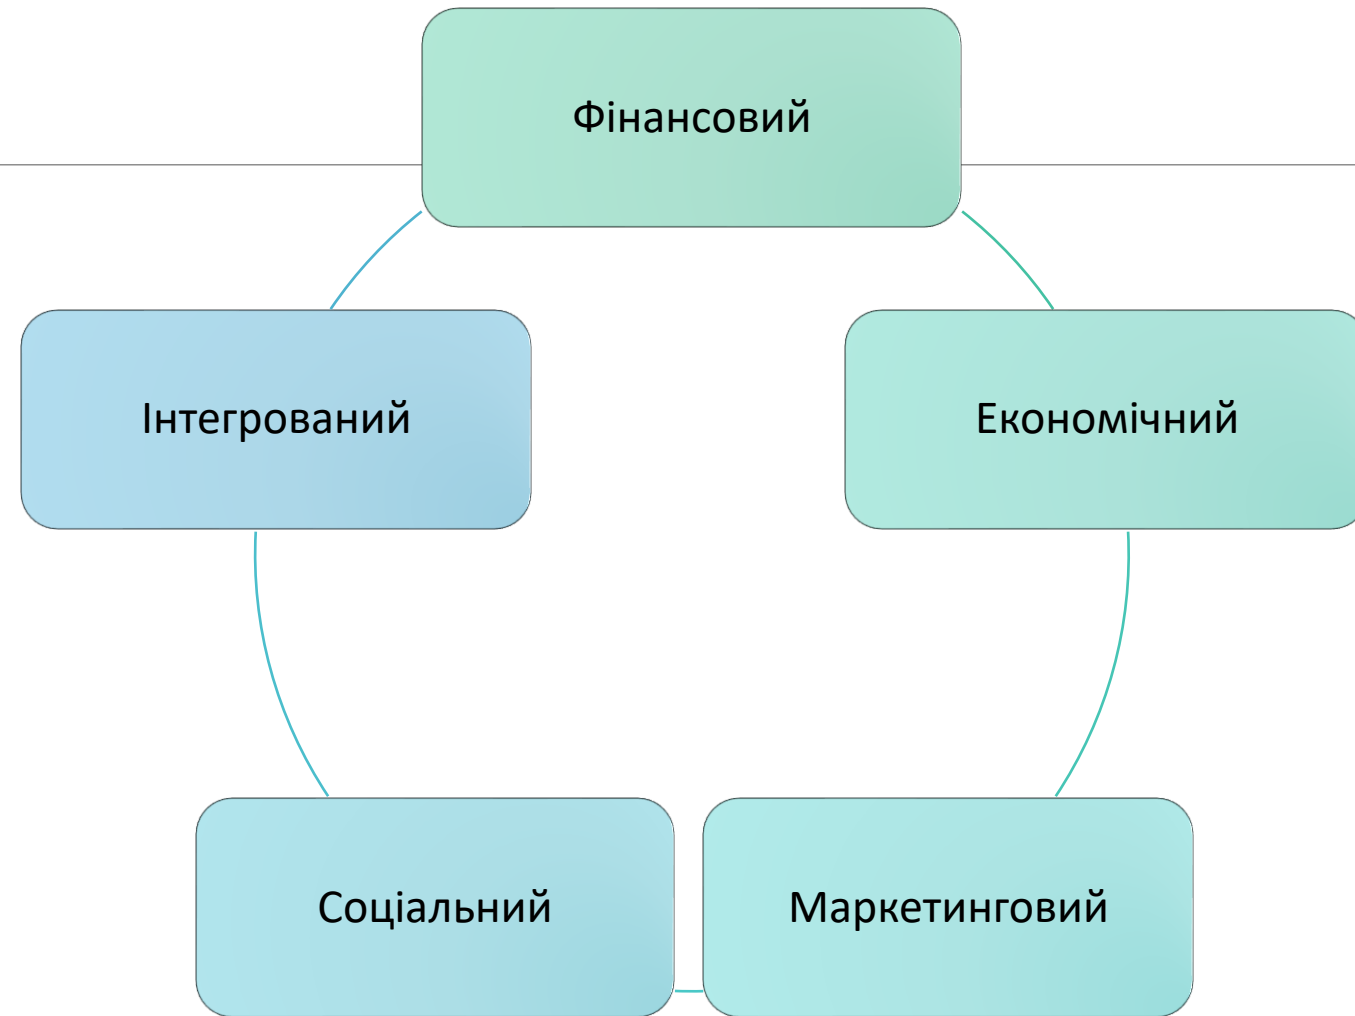 Фінансовий
Інтегрований
Економічний
Соціальний
Маркетинговий